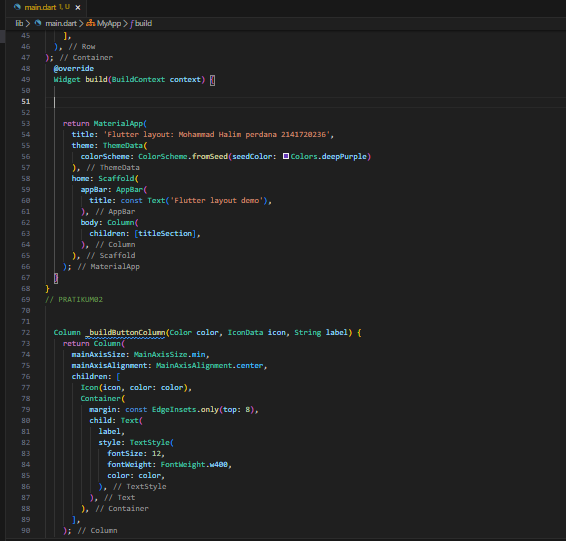 main.dart 1, U ×
lib > main.dart > MyApp > build
45 ],
46 ), // Row
47 ); // Container
48 @override
49 Widget build(BuildContext context) {
50
51
52
53 return MaterialApp(
54 title: 'Flutter layout: Mohammad Halim perdana 2141720236',
55 theme: ThemeData(
56 colorScheme: ColorScheme.fromSeed(seedColor: Colors.deepPurple)
57 ), // ThemeData
58 home: Scaffold(
59 appBar: AppBar(
60 title: const Text('Flutter layout demo'),
61 ), // AppBar
62 body: Column(
63 children: [titleSection],
64 ), // Column
65 ), // Scaffold
66 ); // MaterialApp
67 }
68 }
69 // PRATIKUM02
70
71
72 Column _buildButtonColumn(Color color, IconData icon, String label) {
73 return Column(
74 mainAxisSize: MainAxisSize.min,
75 mainAxisAlignment: MainAxisAlignment.center,
76 children: [
77 Icon(icon, color: color),
78 Container(
79 margin: const EdgeInsets.only(top: 8),
80 child: Text(
81 label,
82 style: TextStyle(
83 fontSize: 12,
84 fontWeight: FontWeight.w400,
85 color: color,
86 ), // TextStyle
87 ), // Text
88 ), // Container
89 ],
90 ); // Column